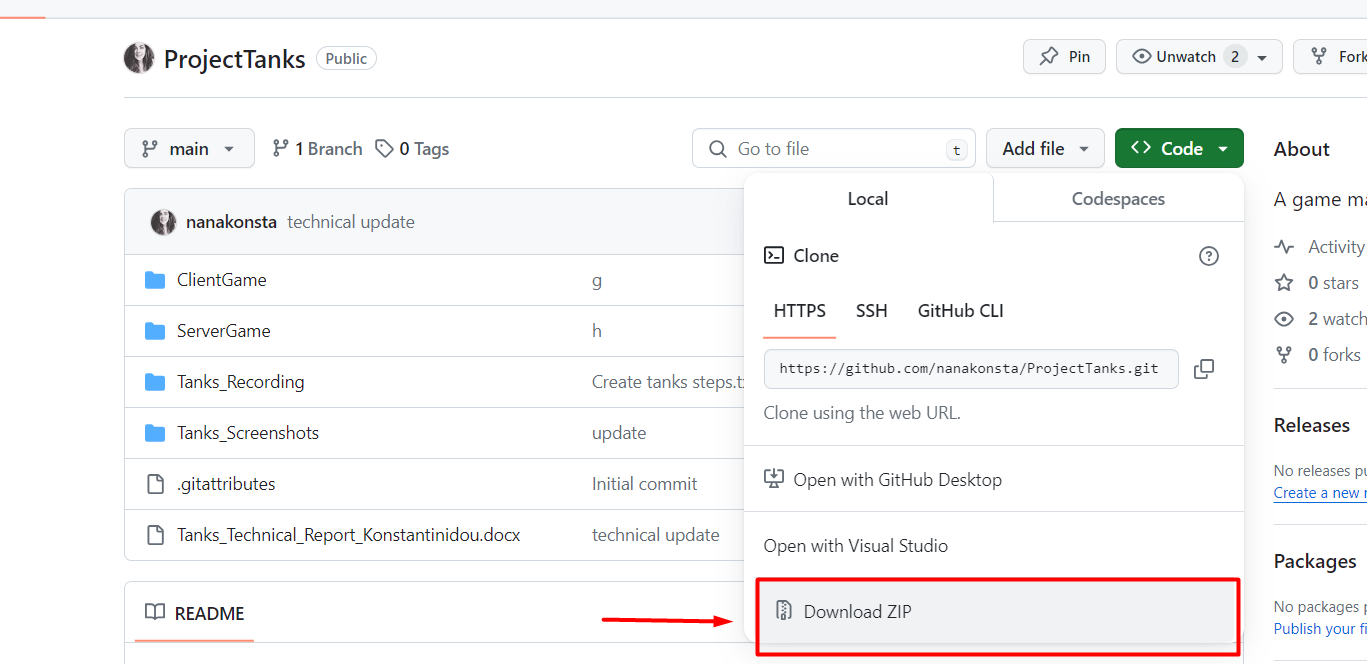 ProjectTanks Public Pin Unwatch 2 Fork
main 1 Branch 0 Tags Go to file t Add file Code About
Local Codespaces
A game ma
nanakonsta technical update
Clone
Activity
ClientGame g
0 stars
HTTPS SSH GitHub CLI
2 watch
ServerGame h
0 forks
https://github.com/nanakonsta/ProjectTanks.git
Tanks_Recording Create tanks steps.tx
Clone using the web URL.
Releases
Tanks_Screenshots update
No releases pu
Open with GitHub Desktop
Create a new r
.gitattributes Initial commit
Tanks_Technical_Report_Konstantinidou.docx technical update
Open with Visual Studio
Packages
README
Download ZIP
No packages p
Publish your fi